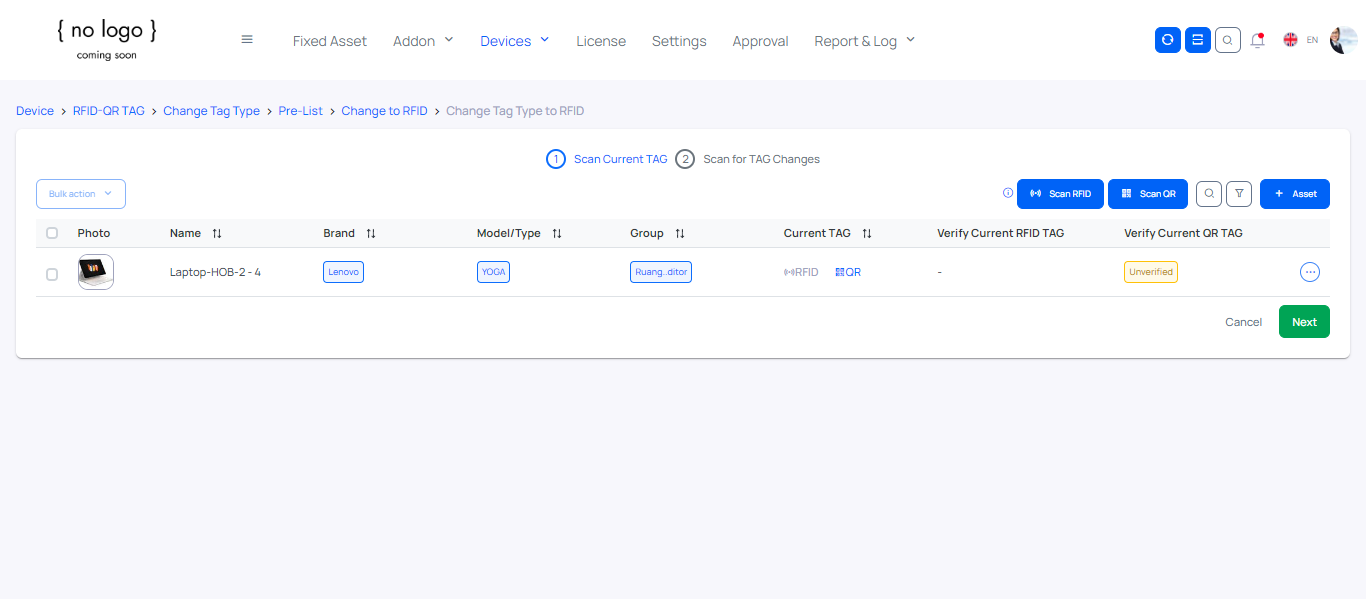 { no logo }
coming soon
Fixed Asset Addon Devices License Settings Approval Report & Log EN
Device > RFID-QR TAG > Change Tag Type > Pre-List > Change to RFID > Change Tag Type to RFID
1 Scan Current TAG 2 Scan for TAG Changes
Bulk action Scan RFID Scan QR + Asset
Photo Name Brand Model/Type Group Current TAG Verify Current RFID TAG Verify Current QR TAG
Laptop-HOB-2 - 4 Lenovo YOGA Ruang..ditor RFID QR - Unverified
Cancel Next